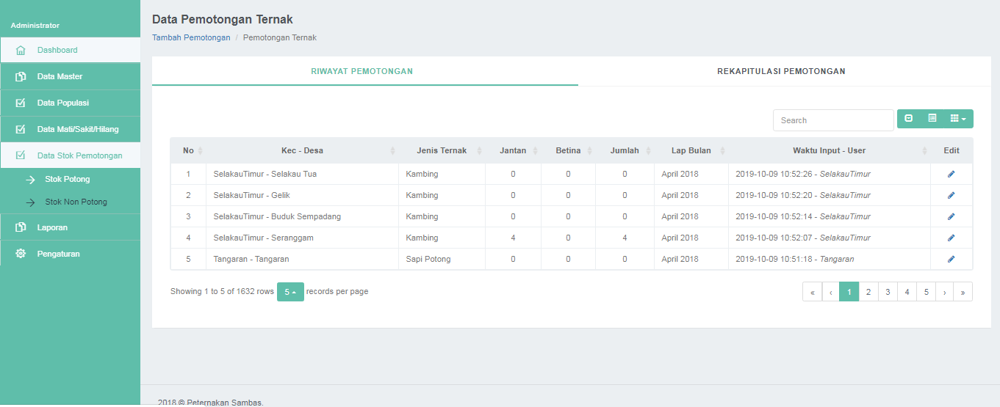 Administrator
Dashboard
Data Master
Data Populasi
Data Mati/Sakit/Hilang
Data Stok Pemotongan
Stok Potong
Stok Non Potong
Laporan
Pengaturan
Data Pemotongan Ternak
Tambah Pemotongan / Pemotongan Ternak
RIWAYAT PEMOTONGAN REKAPITULASI PEMOTONGAN
Search
No Kec - Desa Jenis Ternak Jantan Betina Jumlah Lap Bulan Waktu Input - User Edit
1 SelakauTimur - Selakau Tua Kambing 0 0 0 April 2018 2019-10-09 10:52:26 - SelakauTimur
2 SelakauTimur - Gelik Kambing 0 0 0 April 2018 2019-10-09 10:52:20 - SelakauTimur
3 SelakauTimur - Buduk Sempadang Kambing 0 0 0 April 2018 2019-10-09 10:52:14 - SelakauTimur
4 SelakauTimur - Seranggam Kambing 4 0 4 April 2018 2019-10-09 10:52:07 - SelakauTimur
5 Tangaran - Tangaran Sapi Potong 0 0 0 April 2018 2019-10-09 10:51:18 - Tangaran
Showing 1 to 5 of 1632 rows 5 records per page « ‹ 1 2 3 4 5 › »
2018 © Peternakan Sambas.